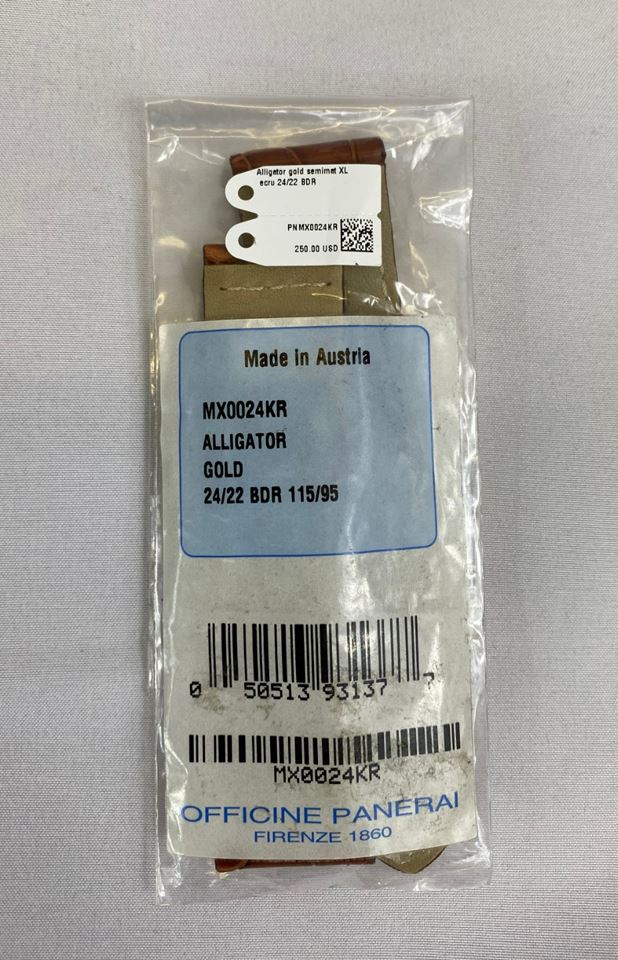 Alligator gold semimat XL
ecru 24/22 BDR
PNMX0024KR
250.00 USD
Made in Austria
MX0024KR
ALLIGATOR
GOLD
24/22 BDR 115/95
0 50513 93137 7
MX0024KR
OFFICINE PANERAI
FIRENZE 1860